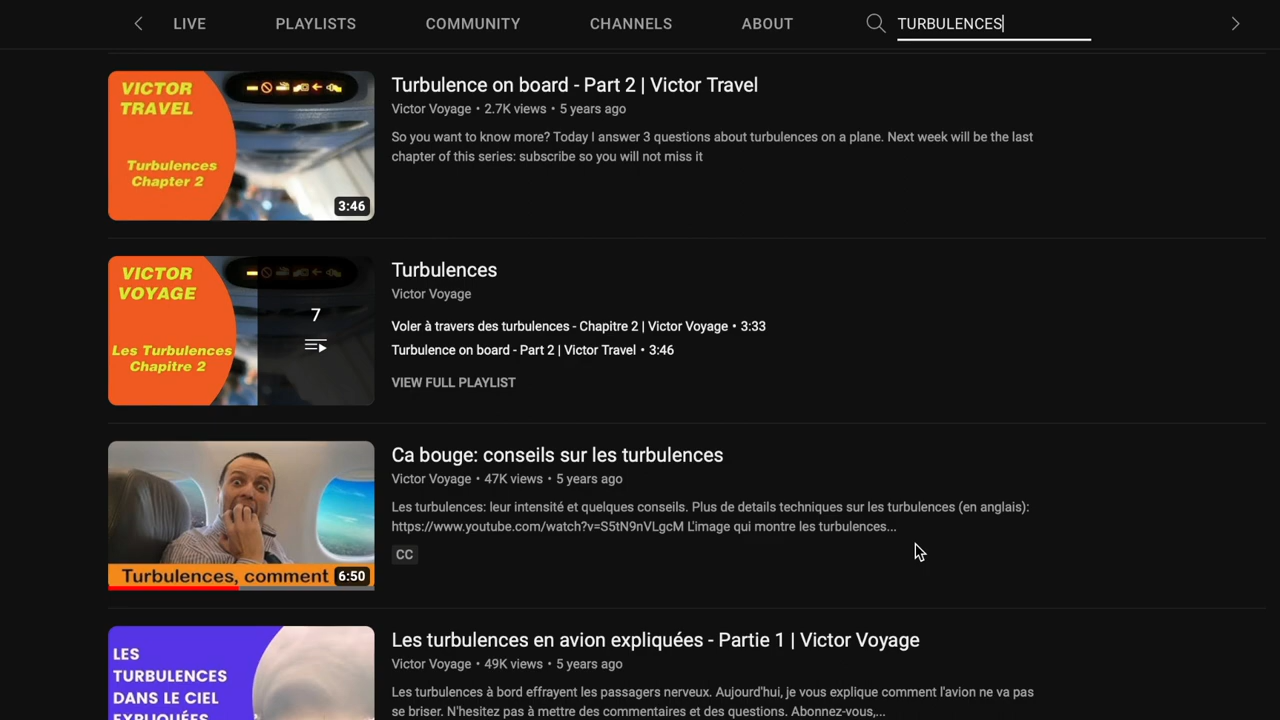 LIVE PLAYLISTS COMMUNITY CHANNELS ABOUT TURBULENCES
VICTOR
TRAVEL
Turbulences
Chapter 2
3:46
Turbulence on board - Part 2 | Victor Travel
Victor Voyage • 2.7K views • 5 years ago
So you want to know more? Today I answer 3 questions about turbulences on a plane. Next week will be the last
chapter of this series: subscribe so you will not miss it
VICTOR
VOYAGE
Les Turbulences
Chapitre 2
7
Turbulences
Victor Voyage
Voler à travers des turbulences - Chapitre 2 | Victor Voyage • 3:33
Turbulence on board - Part 2 | Victor Travel • 3:46
VIEW FULL PLAYLIST
Turbulences, comment
6:50
Ca bouge: conseils sur les turbulences
Victor Voyage • 47K views • 5 years ago
Les turbulences: leur intensité et quelques conseils. Plus de details techniques sur les turbulences (en anglais):
https://www.youtube.com/watch?v=S5tN9nVLgcM L'image qui montre les turbulences...
CC
LES
TURBULENCES
DANS LE CIEL
EXPLIQUÉES
Les turbulences en avion expliquées - Partie 1 | Victor Voyage
Victor Voyage • 49K views • 5 years ago
Les turbulences à bord effrayent les passagers nerveux. Aujourd'hui, je vous explique comment l'avion ne va pas
se briser. N'hesitez pas à mettre des commentaires et des questions. Abonnez-vous,...